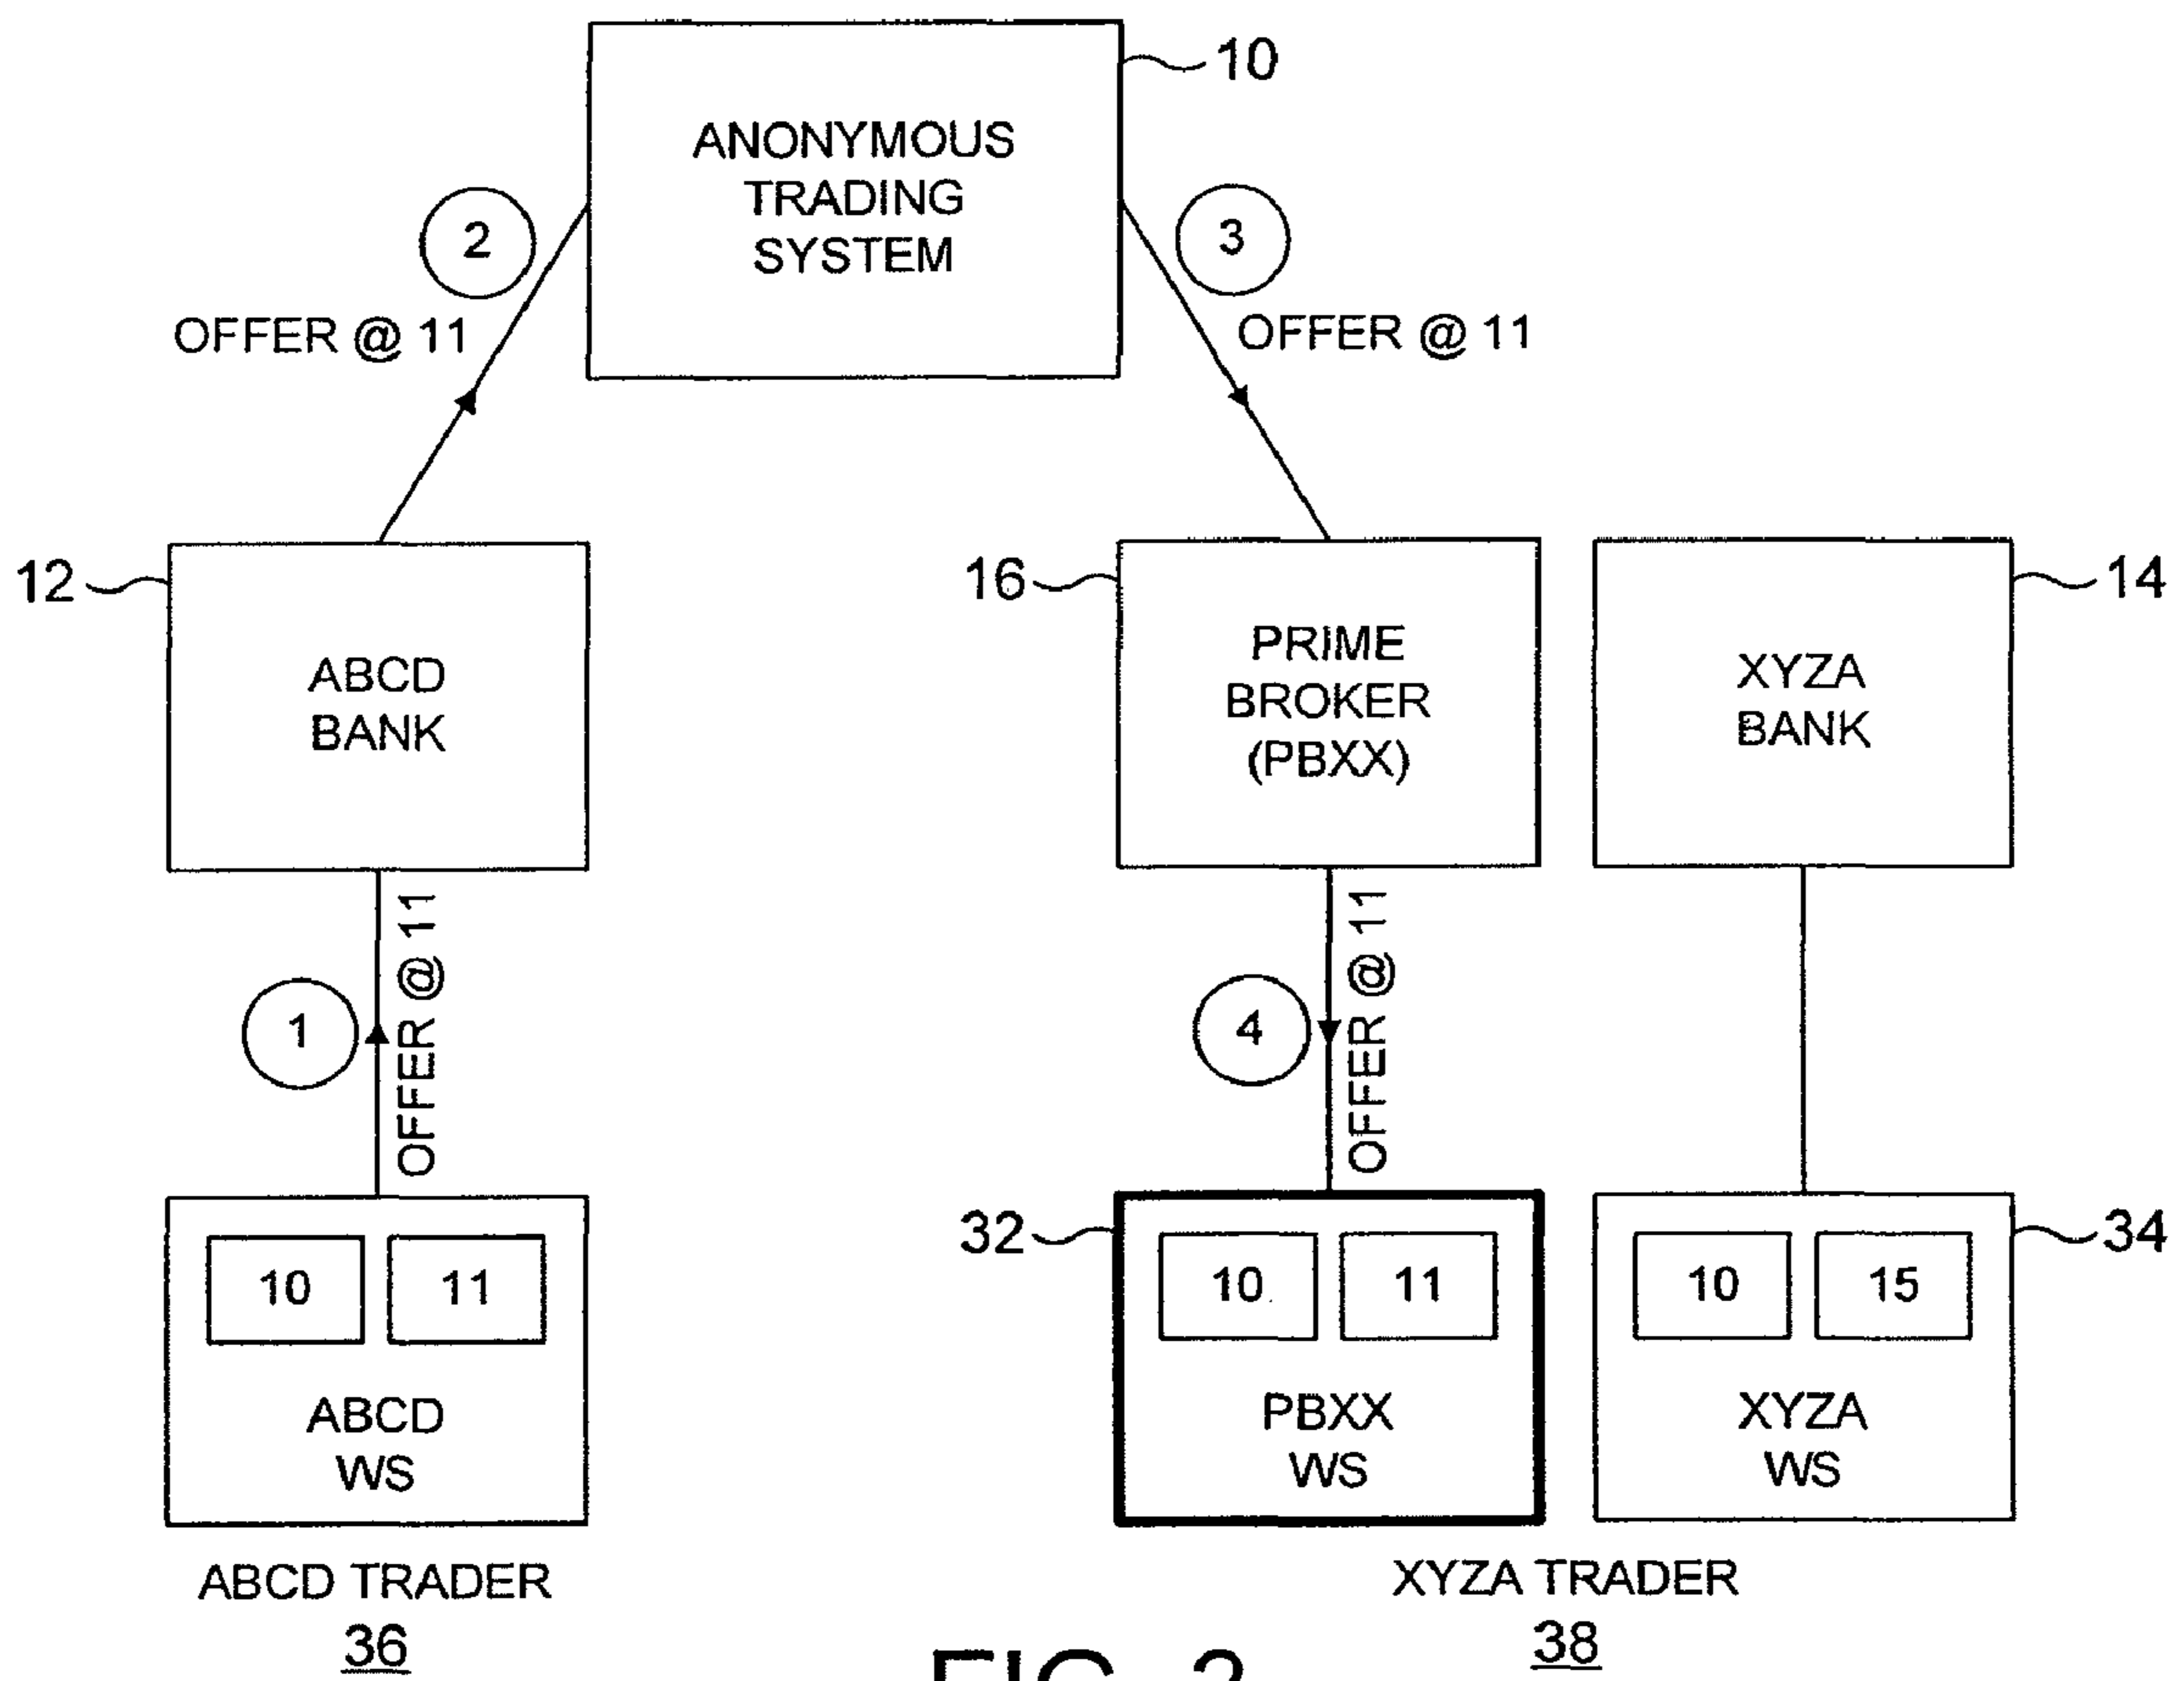 10
ANONYMOUS
TRADING
SYSTEM
2
3
OFFER @ 11
OFFER @ 11
12
16
14
ABCD
BANK
PRIME
BROKER
(PBXX)
XYZA
BANK
1
OFFER @ 11
4
OFFER @ 11
32
34
10
11
ABCD
WS
10
11
PBXX
WS
10
15
XYZA
WS
ABCD TRADER
36
XYZA TRADER
38